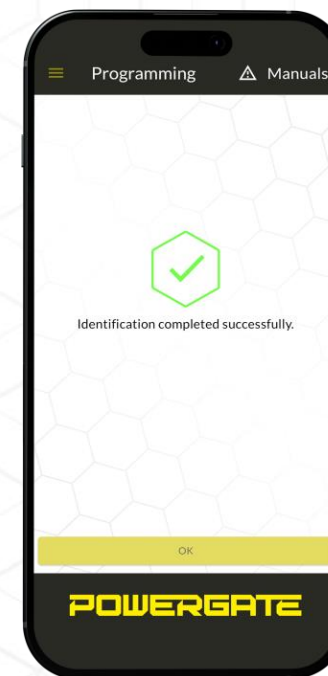 Programming ⚠ Manuals
Identification completed successfully.
OK
POWERGATE